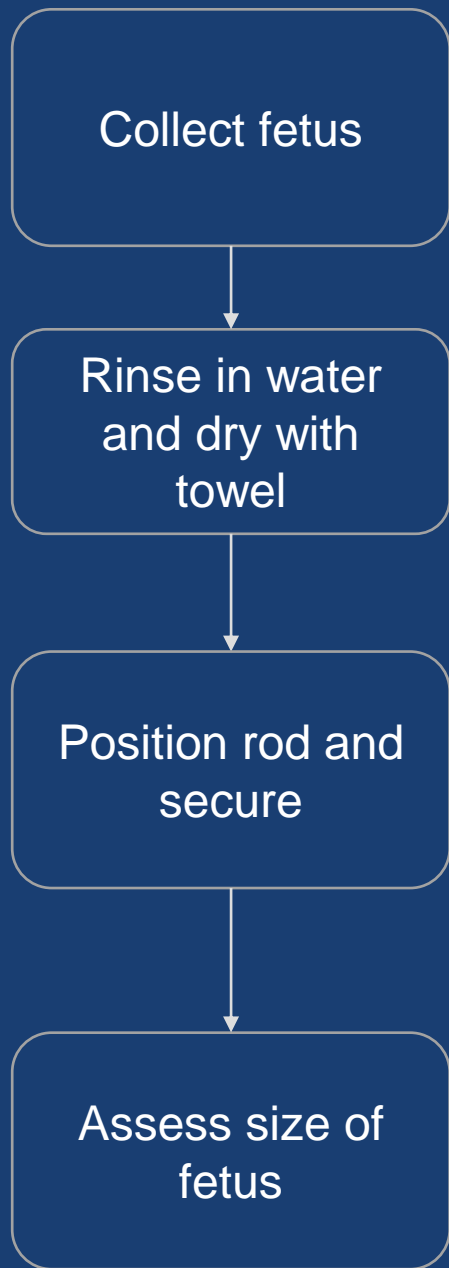 Collect fetus
Rinse in water
and dry with
towel
Position rod and
secure
Assess size of
fetus